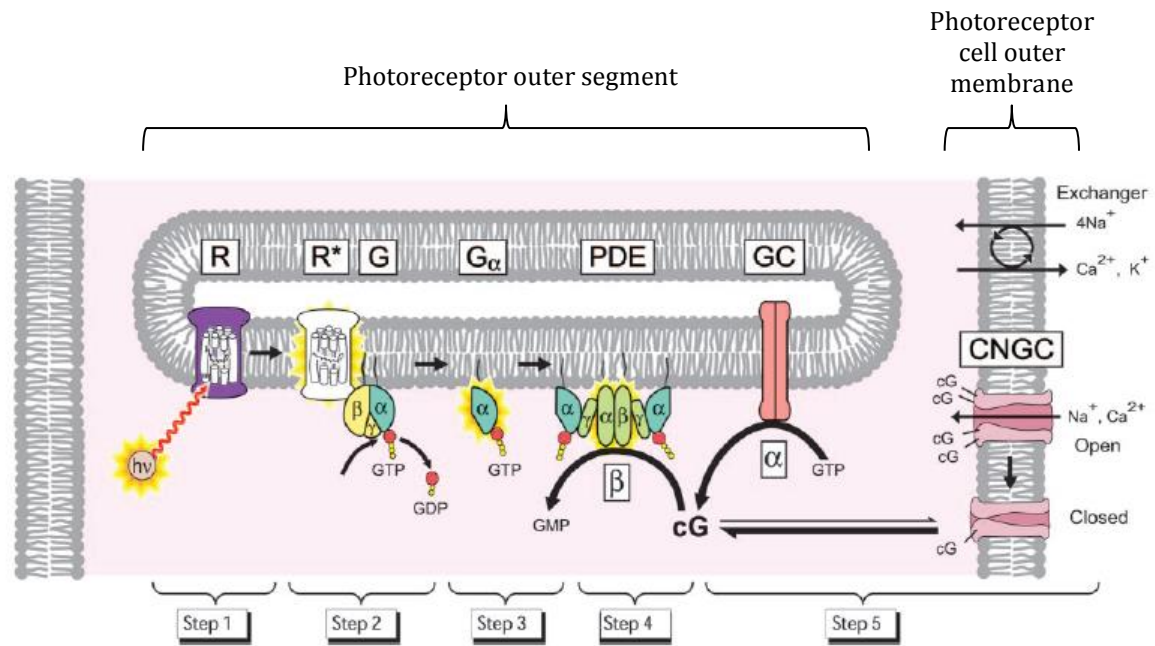 Photoreceptor
cell outer
membrane
Photoreceptor outer segment
Exchanger
4Na⁺
Ca²⁺, K⁺
R
R*
G
Gα
PDE
GC
CNGC
cG
cG
Na⁺, Ca²⁺
cG
cG
Open
β
α
γ
α
α
γ
α
β
γ
α
hν
GTP
GDP
GTP
β
GMP
α
GTP
cG
Closed
cG
Step 1
Step 2
Step 3
Step 4
Step 5